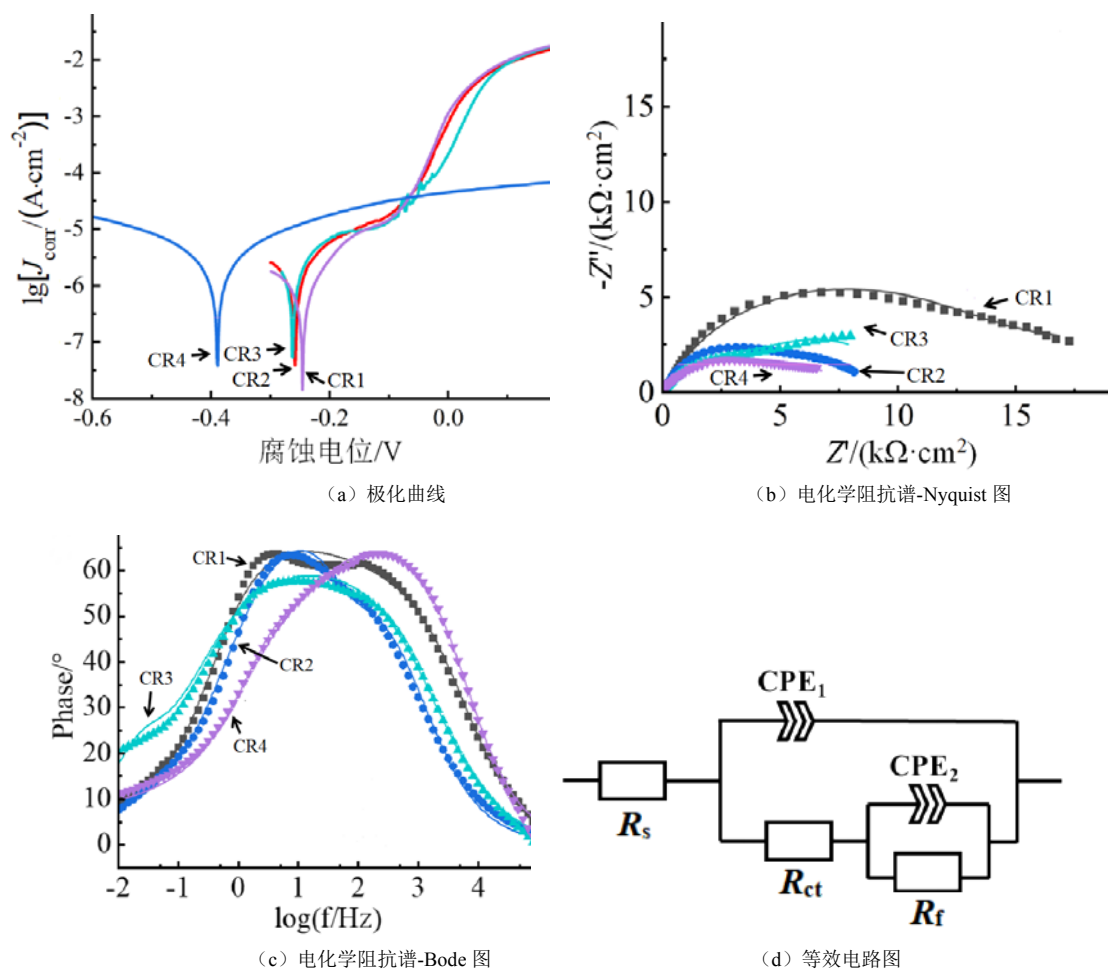 lg[J_corr/(A·cm⁻²)]
-2
-3
-4
-5
-6
-7
-8
CR4
CR3
CR2
CR1
-0.6
-0.4
-0.2
0.0
腐蚀电位/V
（a）极化曲线
-Z''/(kΩ·cm²)
15
10
5
0
CR1
CR3
CR4
CR2
0
5
10
15
Z'/(kΩ·cm²)
（b）电化学阻抗谱-Nyquist 图
Phase/°
60
50
40
30
20
10
0
CR1
CR2
CR3
CR4
-2
-1
0
1
2
3
4
log(f/Hz)
（c）电化学阻抗谱-Bode 图
CPE₁
CPE₂
R_s
R_ct
R_f
（d）等效电路图